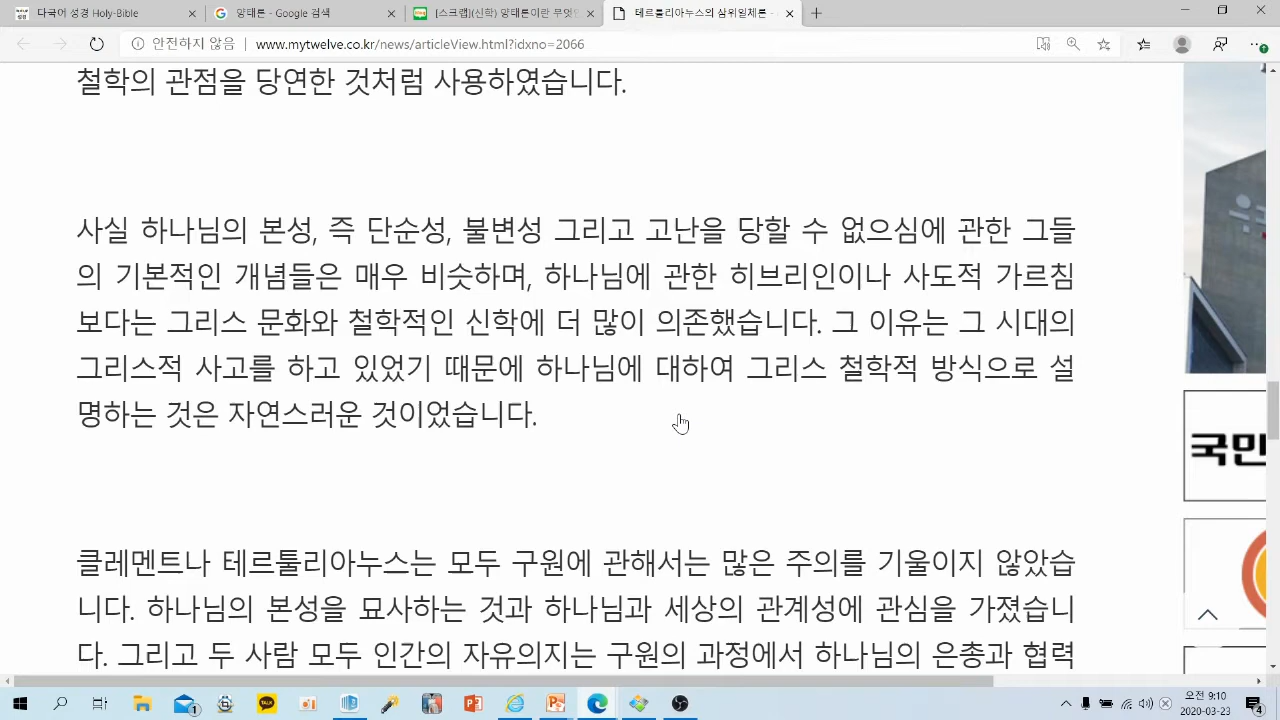 다국어 성경 Holy-Bible
양태론 - Google 검색
[스크랩](신학) 양태론이란 무엇인
테르툴리아누스의 삼위일체론 -
안전하지 않음
www.mytwelve.co.kr/news/articleView.html?idxno=2066
철학의 관점을 당연한 것처럼 사용하였습니다.
사실 하나님의 본성, 즉 단순성, 불변성 그리고 고난을 당할 수 없으심에 관한 그들
의 기본적인 개념들은 매우 비슷하며, 하나님에 관한 히브리인이나 사도적 가르침
보다는 그리스 문화와 철학적인 신학에 더 많이 의존했습니다. 그 이유는 그 시대의
그리스적 사고를 하고 있었기 때문에 하나님에 대하여 그리스 철학적 방식으로 설
명하는 것은 자연스러운 것이었습니다.
국민
클레멘트나 테르툴리아누스는 모두 구원에 관해서는 많은 주의를 기울이지 않았습
니다. 하나님의 본성을 묘사하는 것과 하나님과 세상의 관계성에 관심을 가졌습니
다. 그리고 두 사람 모두 인간의 자유의지는 구원의 과정에서 하나님의 은총과 협력
TALK
오전 9:10
2020-03-23